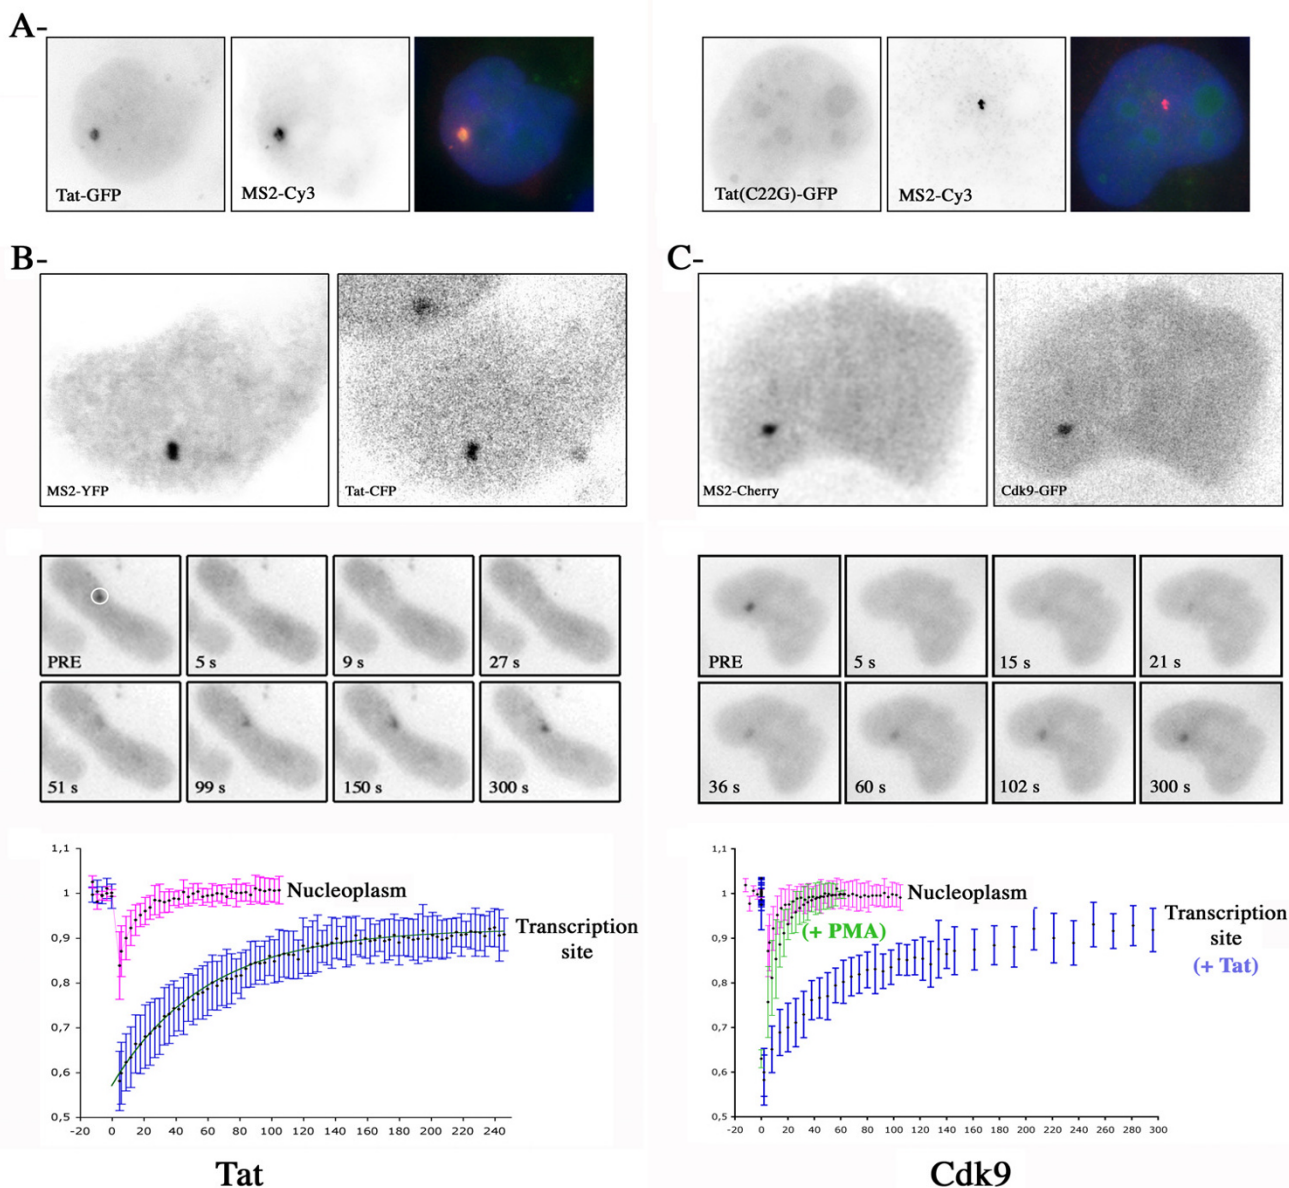 A-
Tat-GFP
MS2-Cy3
Tat(C22G)-GFP
MS2-Cy3
B-
MS2-YFP
Tat-CFP
C-
MS2-Cherry
Cdk9-GFP
PRE
5 s
9 s
27 s
51 s
99 s
150 s
300 s
PRE
5 s
15 s
21 s
36 s
60 s
102 s
300 s
1,1
1
0,9
0,8
0,7
0,6
0,5
-20 0 20 40 60 80 100 120 140 160 180 200 220 240
Nucleoplasm
Transcription
site
Tat
1,1
1
0,9
0,8
0,7
0,6
0,5
-20 0 20 40 60 80 100 120 140 160 180 200 220 240 260 280 300
Nucleoplasm
(+ PMA)
Transcription
site
(+ Tat)
Cdk9